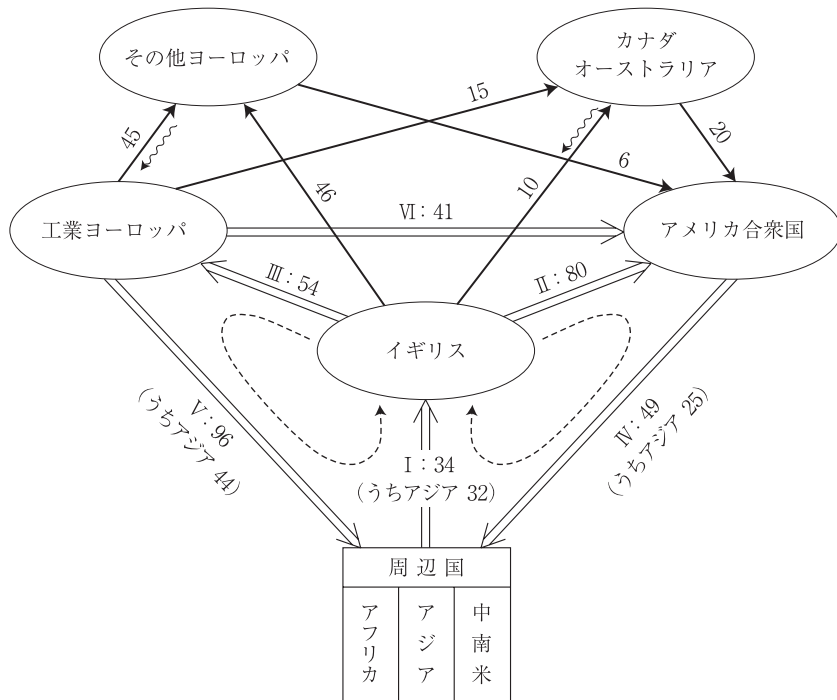 その他ヨーロッパ
カナダ
オーストラリア
15
45
20
46
10
6
工業ヨーロッパ
Ⅵ：41
アメリカ合衆国
Ⅲ：54
Ⅱ：80
イギリス
Ⅴ：96
(うちアジア 44)
Ⅰ：34
(うちアジア 32)
Ⅳ：49
(うちアジア 25)
周辺国
アフリカ
アジア
中南米